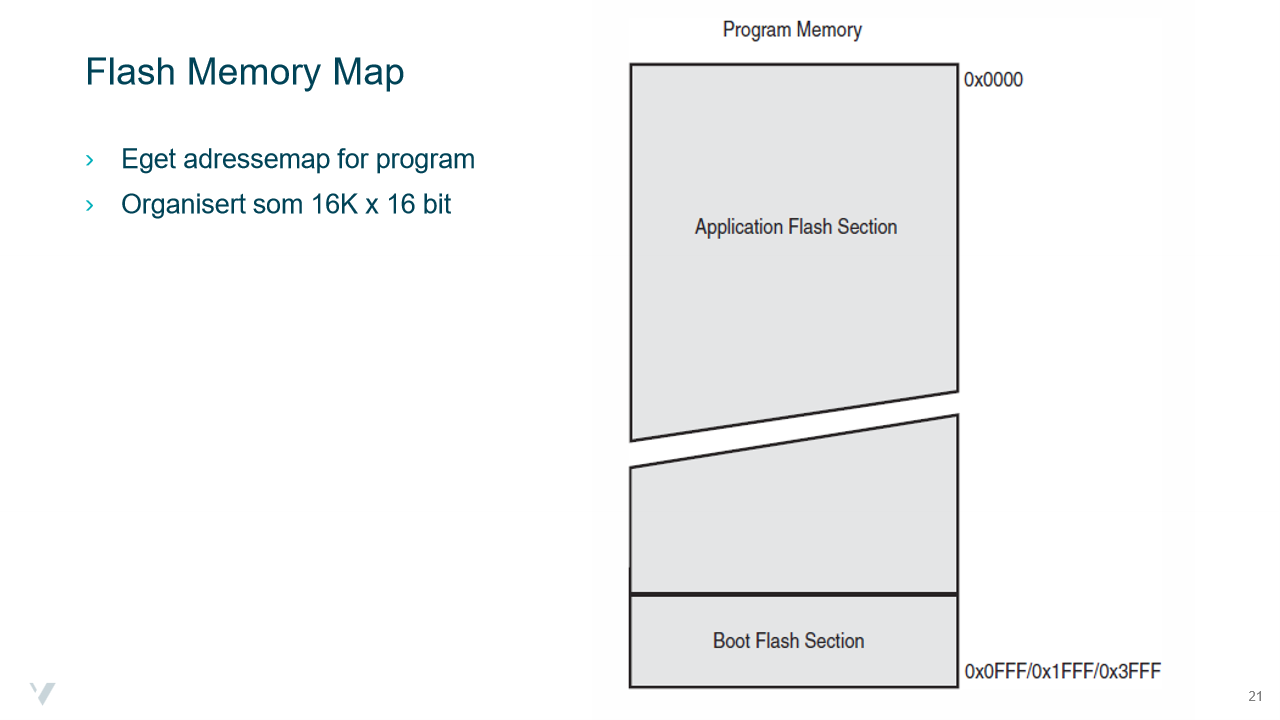 Flash Memory Map
› Eget adressemap for program
› Organisert som 16K x 16 bit
Program Memory
0x0000
Application Flash Section
Boot Flash Section
0x0FFF/0x1FFF/0x3FFF
21